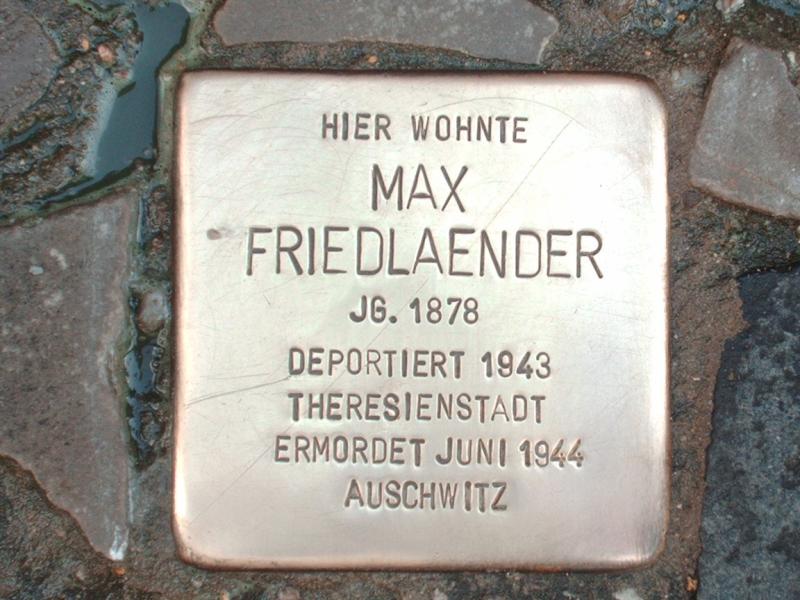 HIER WOHNTE
MAX
FRIEDLAENDER
JG. 1878
DEPORTIERT 1943
THERESIENSTADT
ERMORDET JUNI 1944
AUSCHWITZ